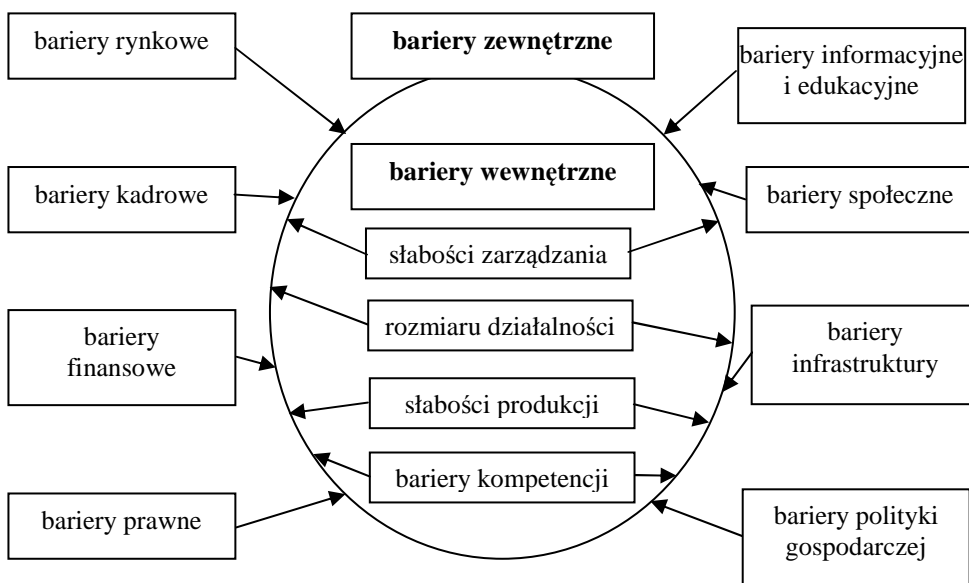 bariery rynkowe
bariery zewnętrzne
bariery informacyjne
i edukacyjne
bariery wewnętrzne
bariery kadrowe
bariery społeczne
słabości zarządzania
rozmiaru działalności
bariery
finansowe
bariery
infrastruktury
słabości produkcji
bariery kompetencji
bariery prawne
bariery polityki
gospodarczej